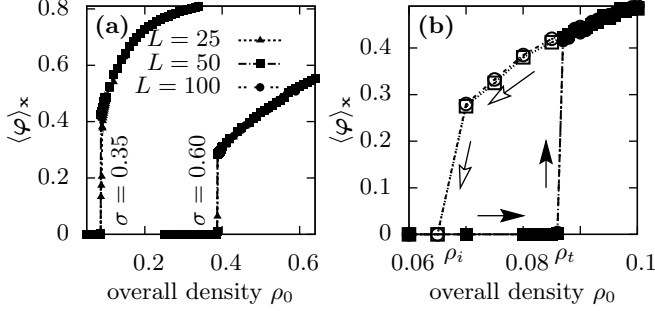 (a)
L = 25
L = 50
L = 100
σ = 0.35
σ = 0.60
0.8
0.6
0.4
0.2
0
0.2 0.4 0.6
⟨φ⟩ₓ
overall density ρ₀
(b)
0.4
0.3
0.2
0.1
0
0.06 ρᵢ 0.08 ρₜ 0.1
⟨φ⟩ₓ
overall density ρ₀